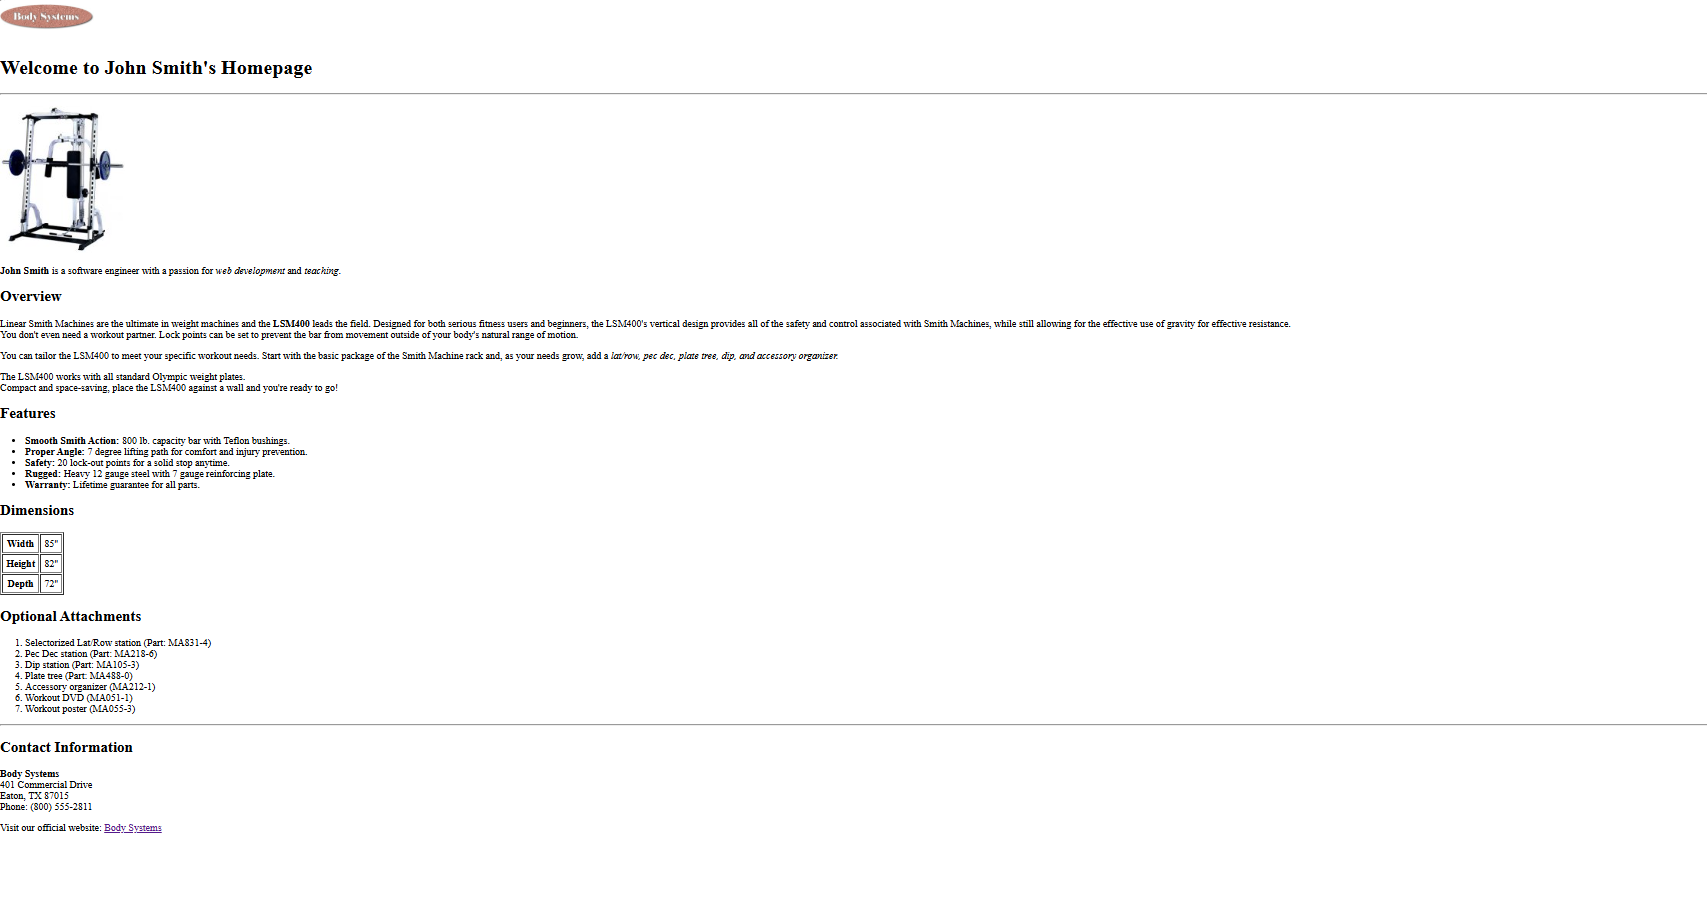 Body Systems
Welcome to John Smith's Homepage
John Smith is a software engineer with a passion for web development and teaching.
Overview
Linear Smith Machines are the ultimate in weight machines and the LSM400 leads the field. Designed for both serious fitness users and beginners, the LSM400's vertical design provides all of the safety and control associated with Smith Machines, while still allowing for the effective use of gravity for effective resistance.
You don't even need a workout partner. Lock points can be set to prevent the bar from movement outside of your body's natural range of motion.
You can tailor the LSM400 to meet your specific workout needs. Start with the basic package of the Smith Machine rack and, as your needs grow, add a lat/row, pec dec, plate tree, dip, and accessory organizer.
The LSM400 works with all standard Olympic weight plates.
Compact and space-saving, place the LSM400 against a wall and you're ready to go!
Features
• Smooth Smith Action: 800 lb. capacity bar with Teflon bushings.
• Proper Angle: 7 degree lifting path for comfort and injury prevention.
• Safety: 20 lock-out points for a solid stop anytime.
• Rugged: Heavy 12 gauge steel with 7 gauge reinforcing plate.
• Warranty: Lifetime guarantee for all parts.
Dimensions
Width 85"
Height 82"
Depth 72"
Optional Attachments
1. Selectorized Lat/Row station (Part: MA831-4)
2. Pec Dec station (Part: MA218-6)
3. Dip station (Part: MA105-3)
4. Plate tree (Part: MA488-0)
5. Accessory organizer (MA212-1)
6. Workout DVD (MA051-1)
7. Workout poster (MA055-3)
Contact Information
Body Systems
401 Commercial Drive
Eaton, TX 87015
Phone: (800) 555-2811
Visit our official website: Body Systems